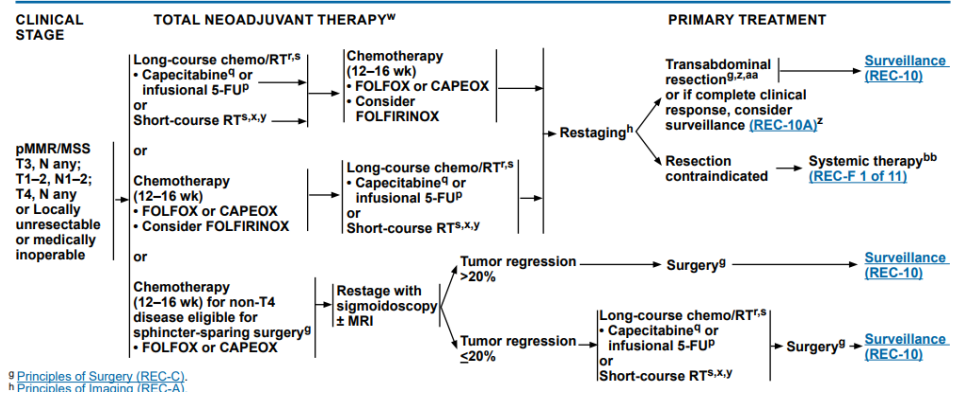 CLINICAL
STAGE
TOTAL NEOADJUVANT THERAPYʷ
PRIMARY TREATMENT
pMMR/MSS
T3, N any;
T1–2, N1–2;
T4, N any
or Locally
unresectable
or medically
inoperable
Long-course chemo/RTʳ,ˢ
• Capecitabineq or
infusional 5-FUᵖ
or
Short-course RTˢ,ˣ,ʸ
Chemotherapy
(12–16 wk)
• FOLFOX or CAPEOX
• Consider
FOLFIRINOX
or
Chemotherapy
(12–16 wk)
• FOLFOX or CAPEOX
• Consider FOLFIRINOX
Long-course chemo/RTʳ,ˢ
• Capecitabineq or
infusional 5-FUᵖ
or
Short-course RTˢ,ˣ,ʸ
Restagingʰ
Transabdominal
resectionᵍ,ᶻ,ᵃᵃ
or if complete clinical
response, consider
surveillance (REC-10A)ᶻ
Surveillance
(REC-10)
Resection
contraindicated
Systemic therapyᵇᵇ
(REC-F 1 of 11)
or
Chemotherapy
(12–16 wk) for non-T4
disease eligible for
sphincter-sparing surgeryᵍ
• FOLFOX or CAPEOX
Restage with
sigmoidoscopy
± MRI
Tumor regression
>20%
Surgeryᵍ
Surveillance
(REC-10)
Tumor regression
≤20%
Long-course chemo/RTʳ,ˢ
• Capecitabineq or
infusional 5-FUᵖ
or
Short-course RTˢ,ˣ,ʸ
Surgeryᵍ
Surveillance
(REC-10)
ᵍ Principles of Surgery (REC-C).
ʰ Principles of Imaging (REC-A).